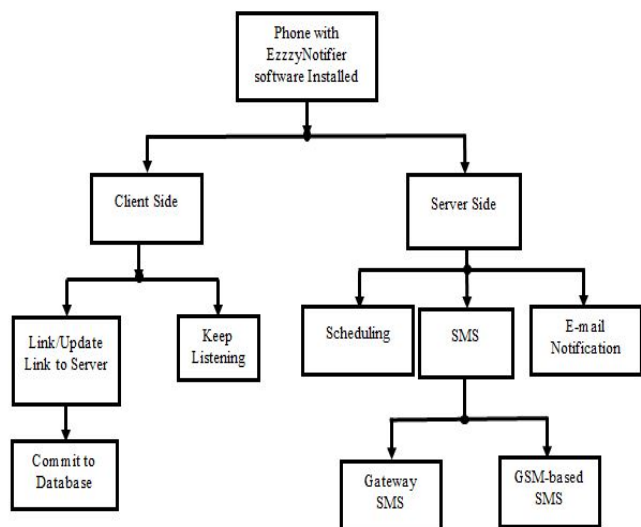 Phone with
EzzzyNotifier
software Installed
Client Side
Server Side
Link/Update
Link to Server
Keep
Listening
Scheduling
SMS
E-mail
Notification
Commit to
Database
Gateway
SMS
GSM-based
SMS